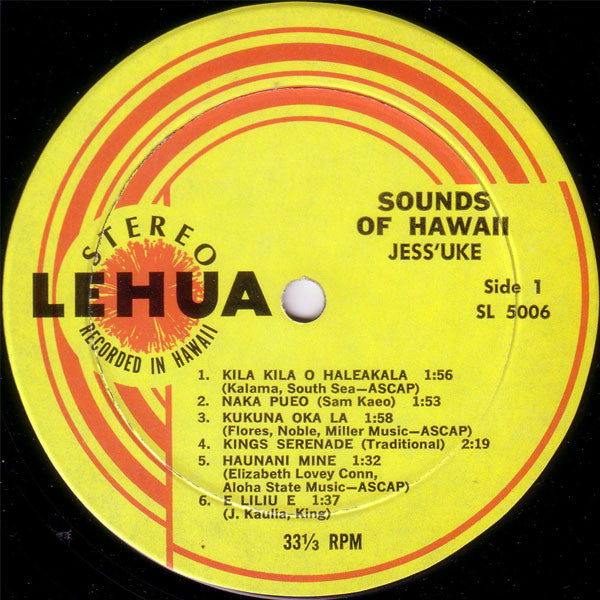 SOUNDS
OF HAWAII
JESS'UKE
Side 1
SL 5006
STEREO
LEHUA
RECORDED IN HAWAII
1. KILA KILA O HALEAKALA 1:56
(Kalama, South Sea—ASCAP)
2. NAKA PUEO (Sam Kaeo) 1:53
3. KUKUNA OKA LA 1:58
(Flores, Noble, Miller Music—ASCAP)
4. KINGS SERENADE (Traditional) 2:19
5. HAUNANI MINE 1:32
(Elizabeth Lovey Conn,
Aloha State Music—ASCAP)
6. E LILIU E 1:37
(J. Kaulia, King)
33⅓ RPM